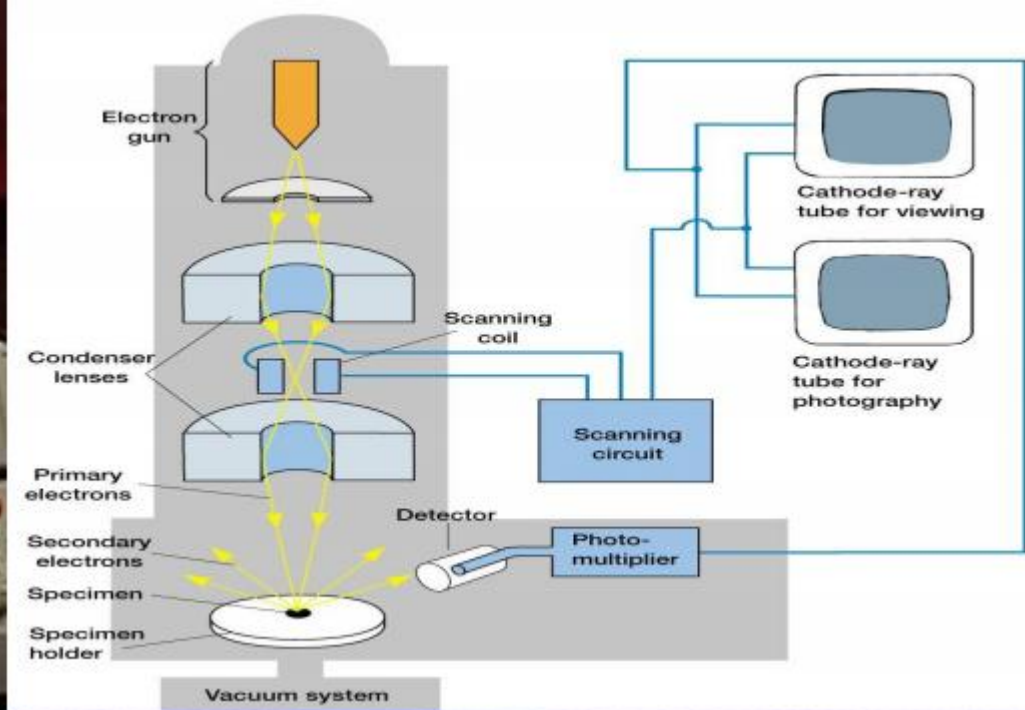 Electron
gun
Cathode-ray
tube for viewing
Scanning
coil
Condenser
lenses
Cathode-ray
tube for
photography
Scanning
circuit
Primary
electrons
Detector
Secondary
electrons
Photo-
multiplier
Specimen
Specimen
holder
Vacuum system